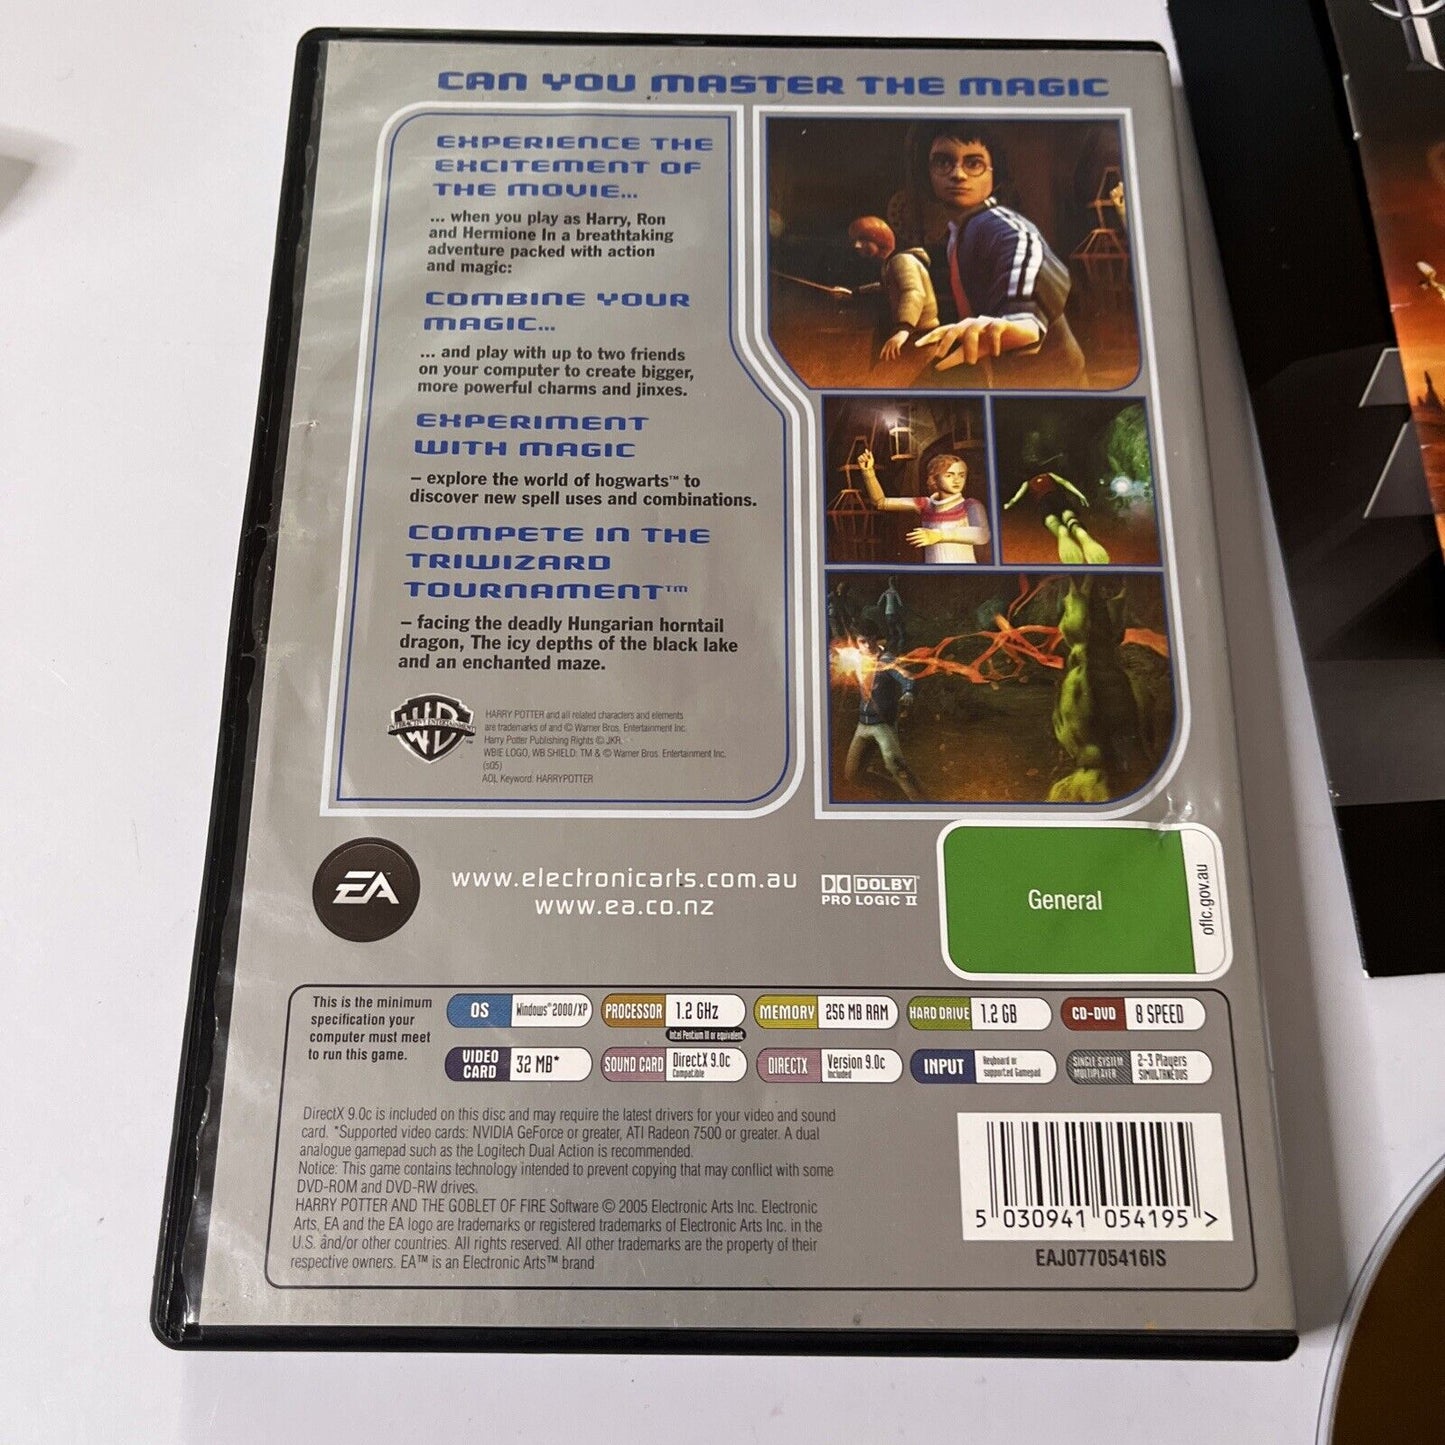 CAN YOU MASTER THE MAGIC
EXPERIENCE THE
EXCITEMENT OF
THE MOVIE...
... when you play as Harry, Ron
and Hermione In a breathtaking
adventure packed with action
and magic:
COMBINE YOUR
MAGIC...
... and play with up to two friends
on your computer to create bigger,
more powerful charms and jinxes.
EXPERIMENT
WITH MAGIC
– explore the world of hogwarts™ to
discover new spell uses and combinations.
COMPETE IN THE
TRIWIZARD
TOURNAMENT™
– facing the deadly Hungarian horntail
dragon, The icy depths of the black lake
and an enchanted maze.
WB
INTERACTIVE ENTERTAINMENT
HARRY POTTER and all related characters and elements
are trademarks of and © Warner Bros. Entertainment Inc.
Harry Potter Publishing Rights © JKR.
WBIE LOGO, WB SHIELD: TM & © Warner Bros. Entertainment Inc.
(s05)
AOL Keyword: HARRYPOTTER
EA
www.electronicarts.com.au
www.ea.co.nz
DOLBY
PRO LOGIC II
General
oflc.gov.au
This is the minimum
specification your
computer must meet
to run this game.
OS Windows® 2000/XP
PROCESSOR 1.2 GHz
Intel Pentium III or equivalent
MEMORY 256 MB RAM
HARD DRIVE 1.2 GB
CD-DVD 8 SPEED
VIDEO CARD 32 MB*
SOUND CARD DirectX 9.0c Compatible
DIRECTX Version 9.0c Included
INPUT Keyboard or supported Gamepad
SINGLE SYSTEM MULTIPLAYER 2-3 Players SIMULTANEOUS
DirectX 9.0c is included on this disc and may require the latest drivers for your video and sound
card. *Supported video cards: NVIDIA GeForce or greater, ATI Radeon 7500 or greater. A dual
analogue gamepad such as the Logitech Dual Action is recommended.
Notice: This game contains technology intended to prevent copying that may conflict with some
DVD-ROM and DVD-RW drives.
HARRY POTTER AND THE GOBLET OF FIRE Software © 2005 Electronic Arts Inc. Electronic
Arts, EA and the EA logo are trademarks or registered trademarks of Electronic Arts Inc. in the
U.S. and/or other countries. All rights reserved. All other trademarks are the property of their
respective owners. EA™ is an Electronic Arts™ brand
5 030941 054195 >
EAJ07705416IS